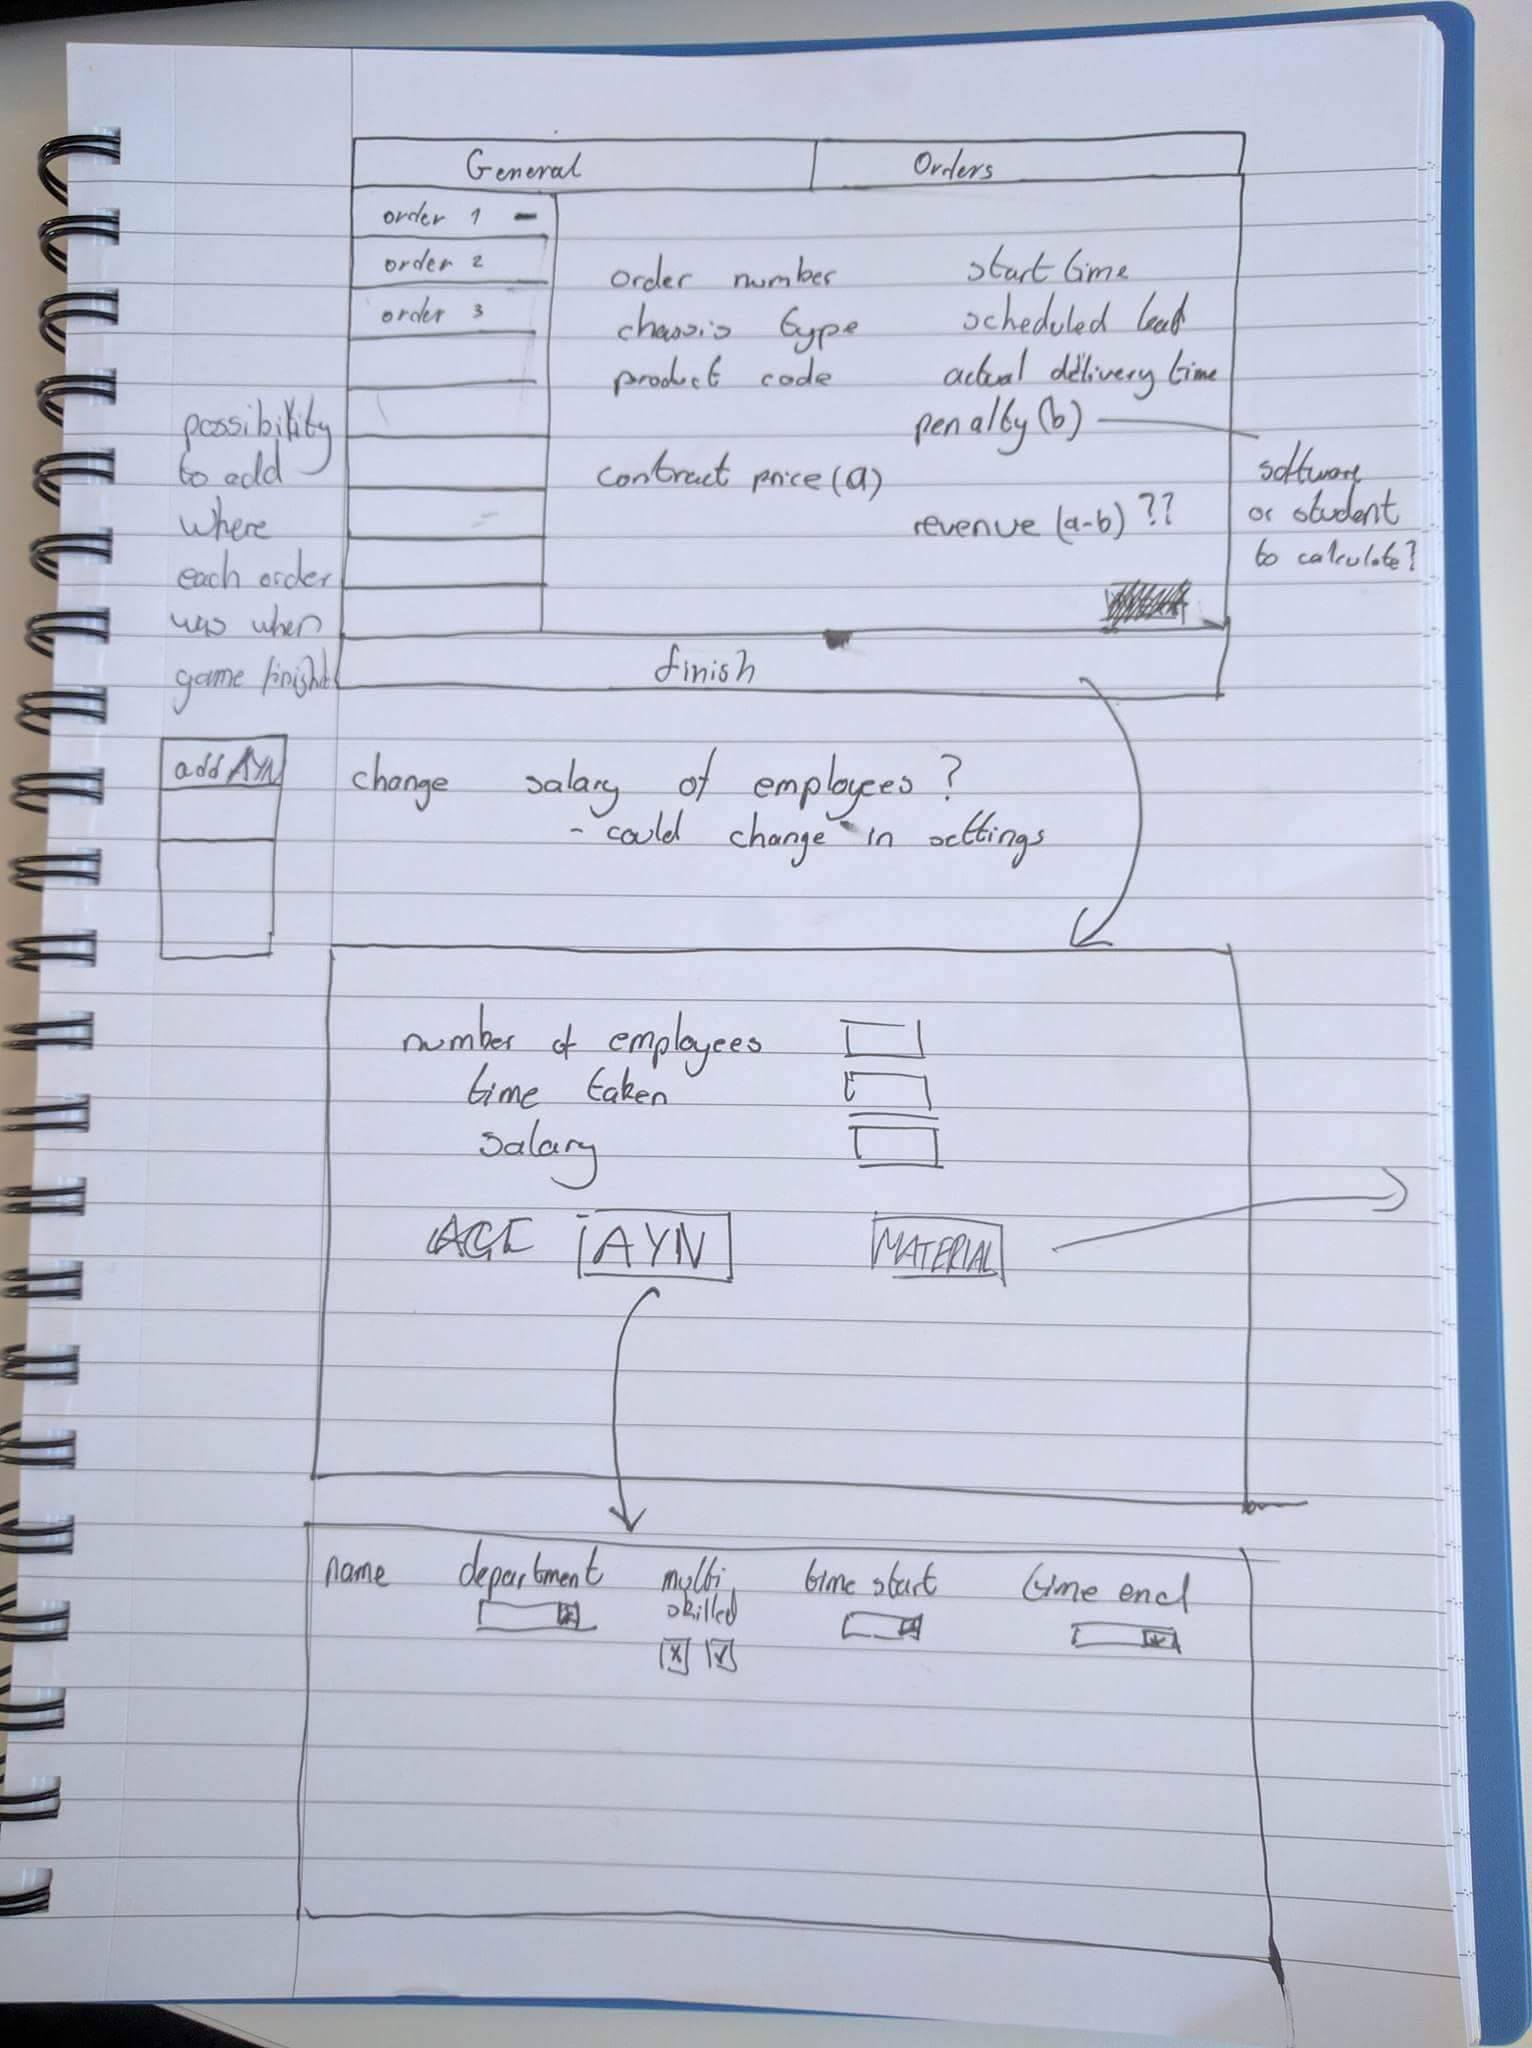 General Orders
order 1 -
order 2
order 3
order number start time
chassis type scheduled lead
product code actual delivery time
penalty (b)
contract price (a)
revenue (a-b) ??
software
or student
to calculate?
possibility
to add
where
each order
was when
game finish
finish
add AYN
change salary of employees?
- could change in settings
number of employees
time taken
salary
AYN MATERIAL
name department multi skilled time start time end